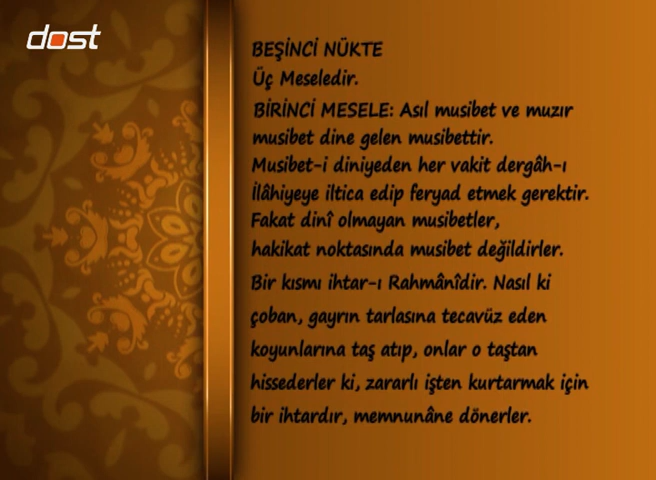 dost
BEŞİNCİ NÜKTE
Üç Meseledir.
BİRİNCİ MESELE: Asıl musibet ve muzır
musibet dine gelen musibettir.
Musibet-i diniyeden her vakit dergâh-ı
İlâhiyeye iltica edip feryad etmek gerektir.
Fakat dinî olmayan musibetler,
hakikat noktasında musibet değildirler.
Bir kısmı ihtar-ı Rahmânîdir. Nasıl ki
çoban, gayrın tarlasına tecavüz eden
koyunlarına taş atıp, onlar o taştan
hissederler ki, zararlı işten kurtarmak için
bir ihtardır, memnunâne dönerler.